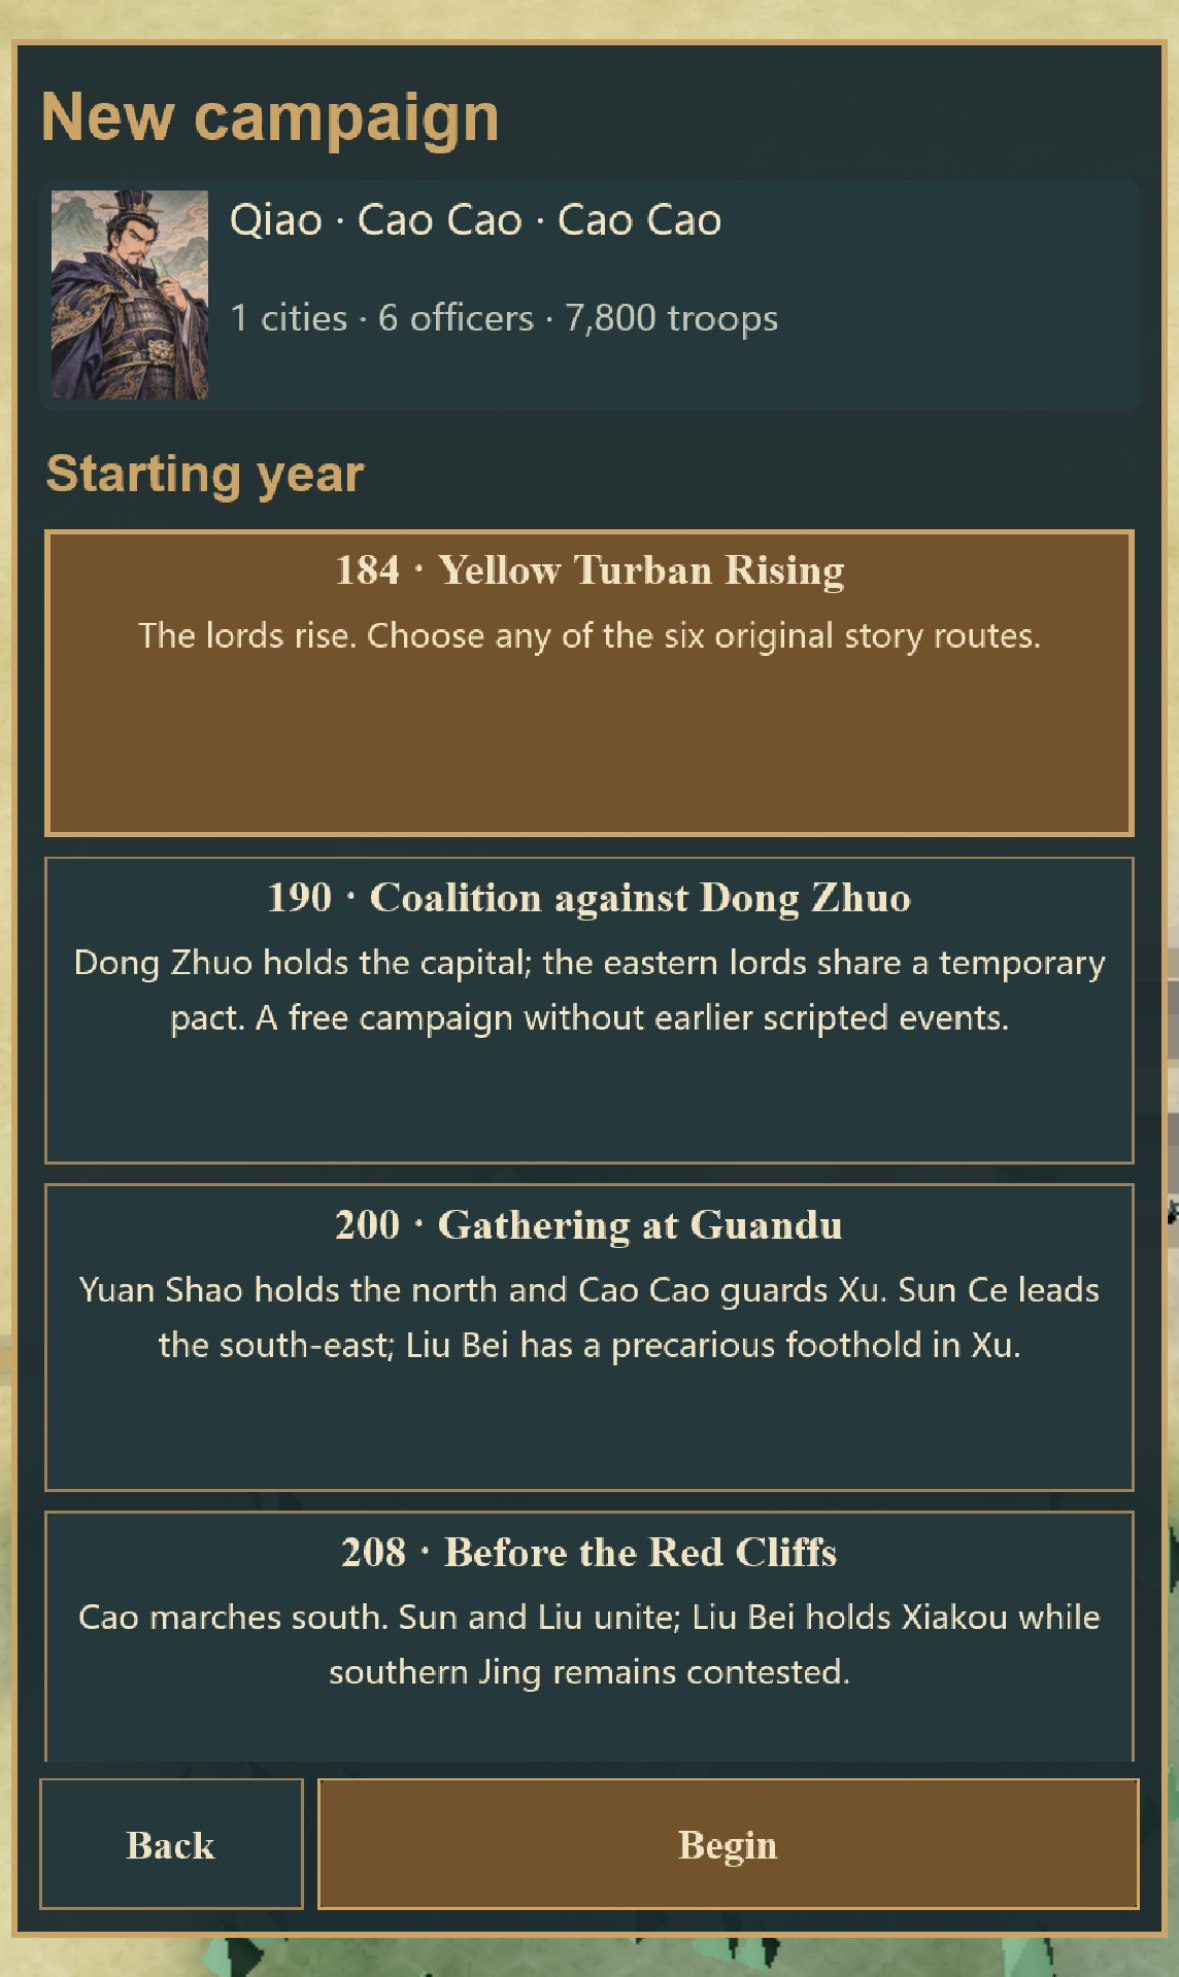 New campaign
Qiao · Cao Cao · Cao Cao
1 cities · 6 officers · 7,800 troops
Starting year
184 · Yellow Turban Rising
The lords rise. Choose any of the six original story routes.
190 · Coalition against Dong Zhuo
Dong Zhuo holds the capital; the eastern lords share a temporary
pact. A free campaign without earlier scripted events.
200 · Gathering at Guandu
Yuan Shao holds the north and Cao Cao guards Xu. Sun Ce leads
the south-east; Liu Bei has a precarious foothold in Xu.
208 · Before the Red Cliffs
Cao marches south. Sun and Liu unite; Liu Bei holds Xiakou while
southern Jing remains contested.
Back
Begin